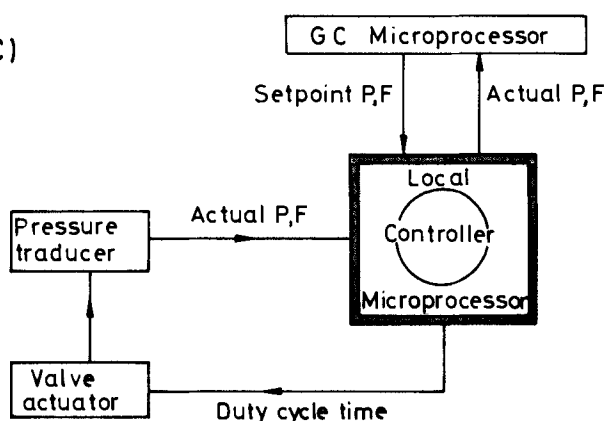 C)
GC Microprocessor
Setpoint P,F
Actual P,F
Local
Controller
Microprocessor
Actual P,F
Pressure
traducer
Valve
actuator
Duty cycle time